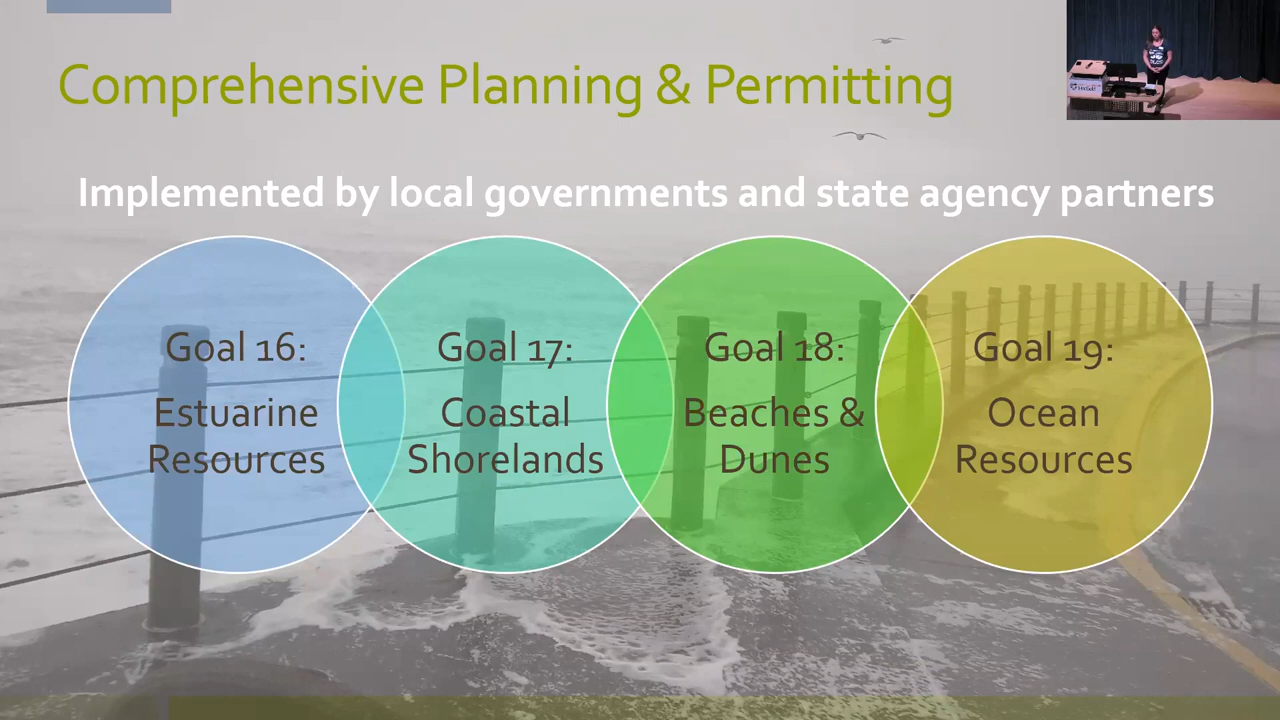 Comprehensive Planning & Permitting
Implemented by local governments and state agency partners
Goal 16:
Estuarine
Resources
Goal 17:
Coastal
Shorelands
Goal 18:
Beaches &
Dunes
Goal 19:
Ocean
Resources